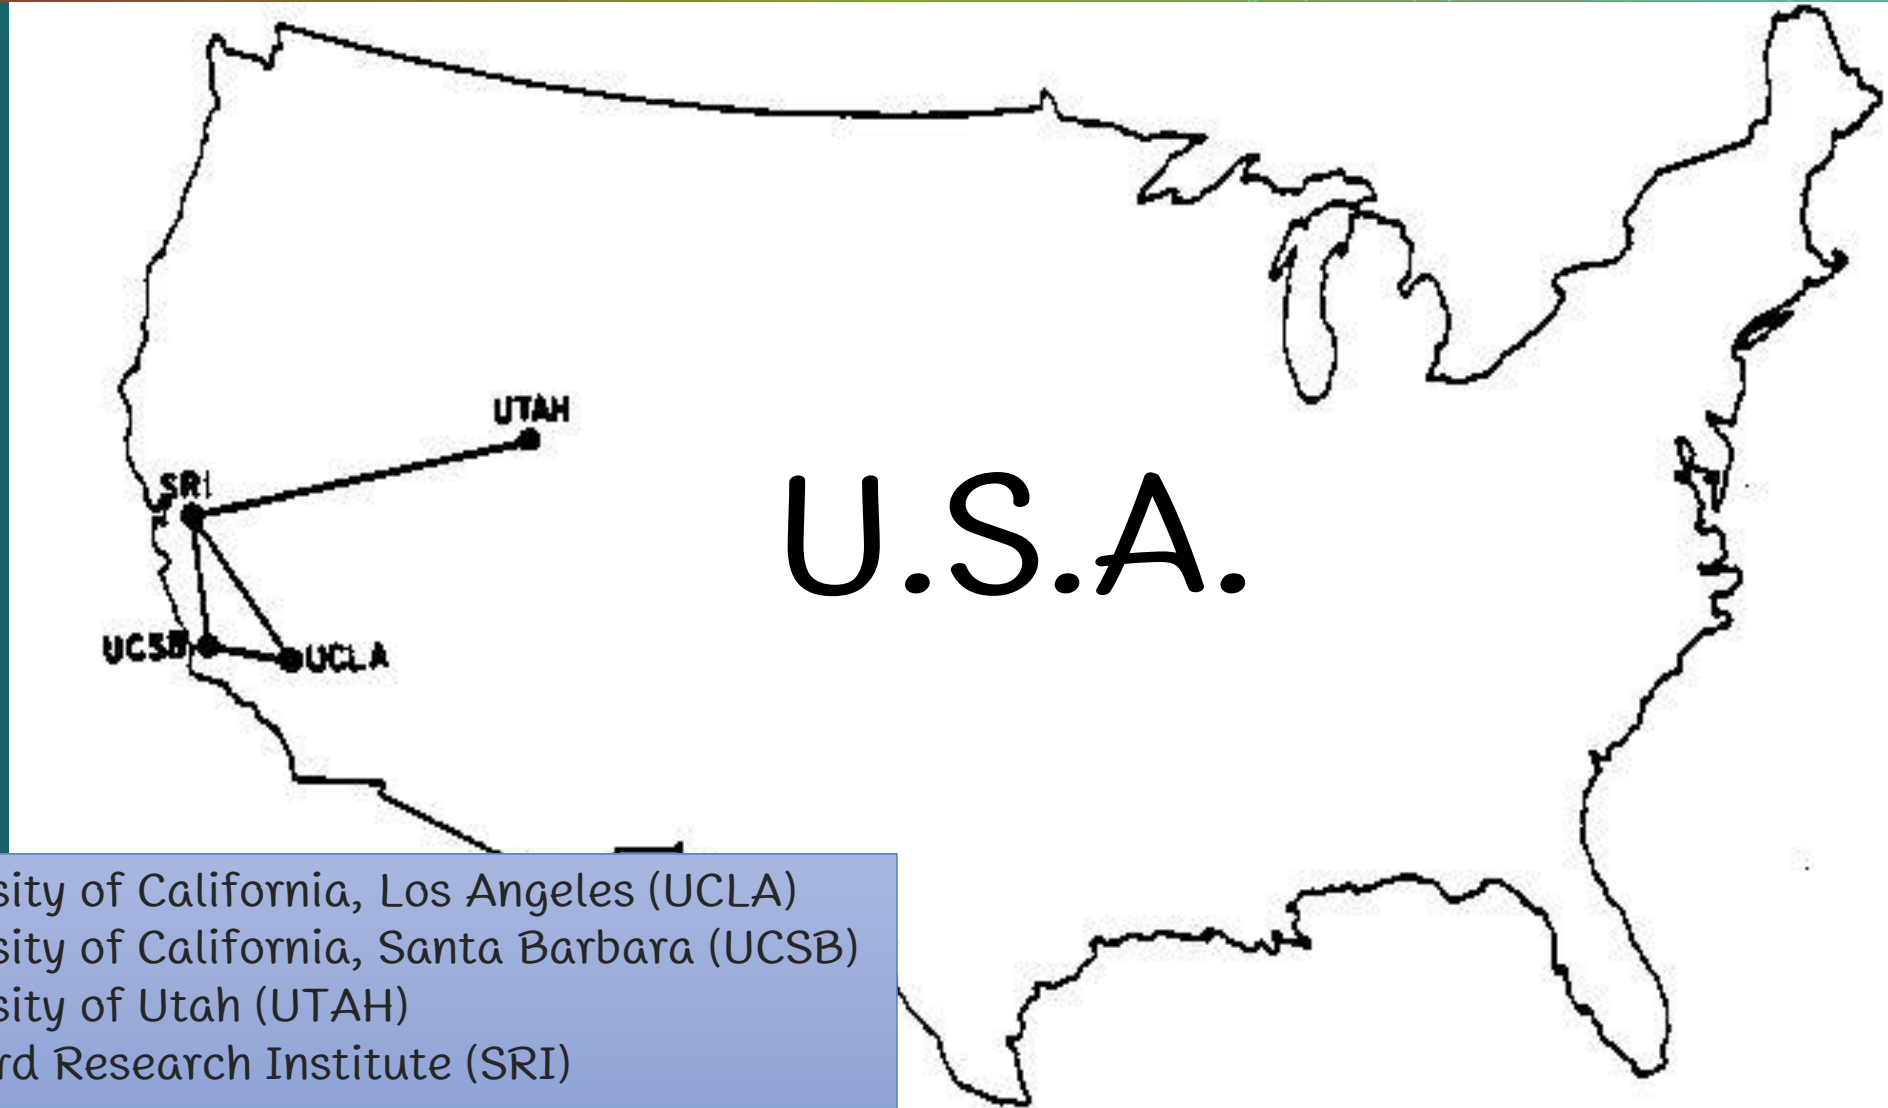 UTAH
SRI
U.S.A.
UCSB
UCLA
sity of California, Los Angeles (UCLA)
sity of California, Santa Barbara (UCSB)
sity of Utah (UTAH)
rd Research Institute (SRI)